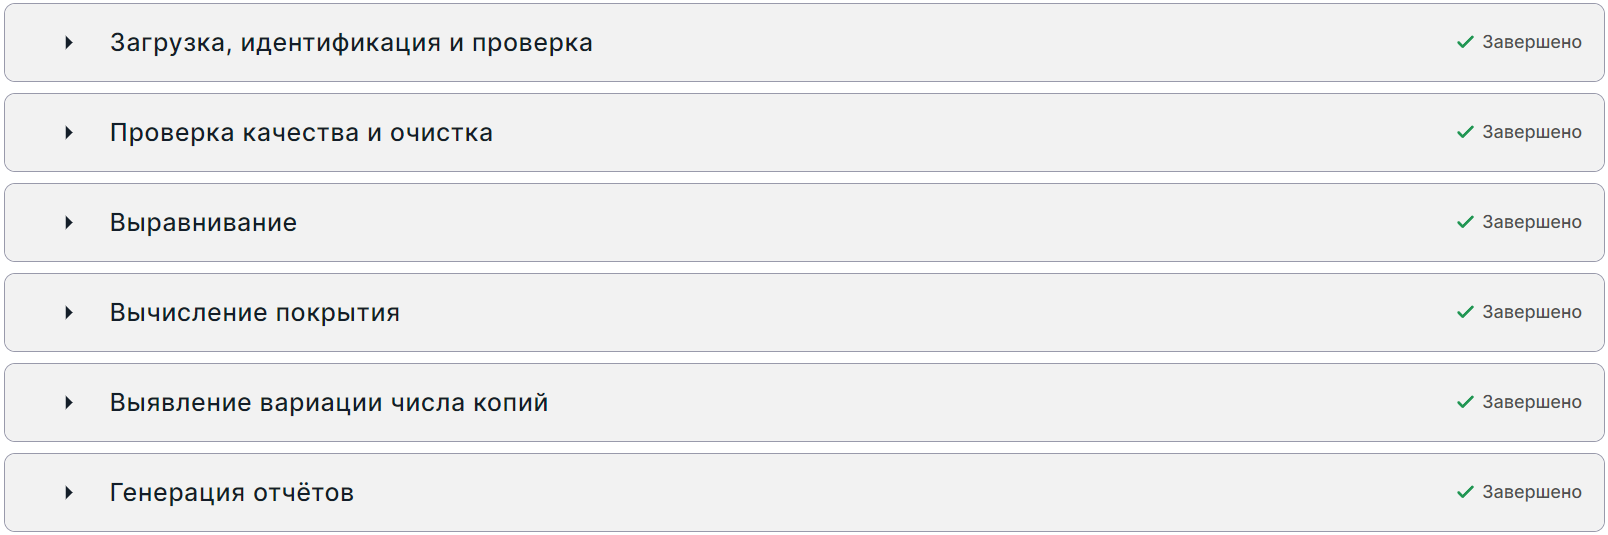 Загрузка, идентификация и проверка Завершено
Проверка качества и очистка Завершено
Выравнивание Завершено
Вычисление покрытия Завершено
Выявление вариации числа копий Завершено
Генерация отчётов Завершено